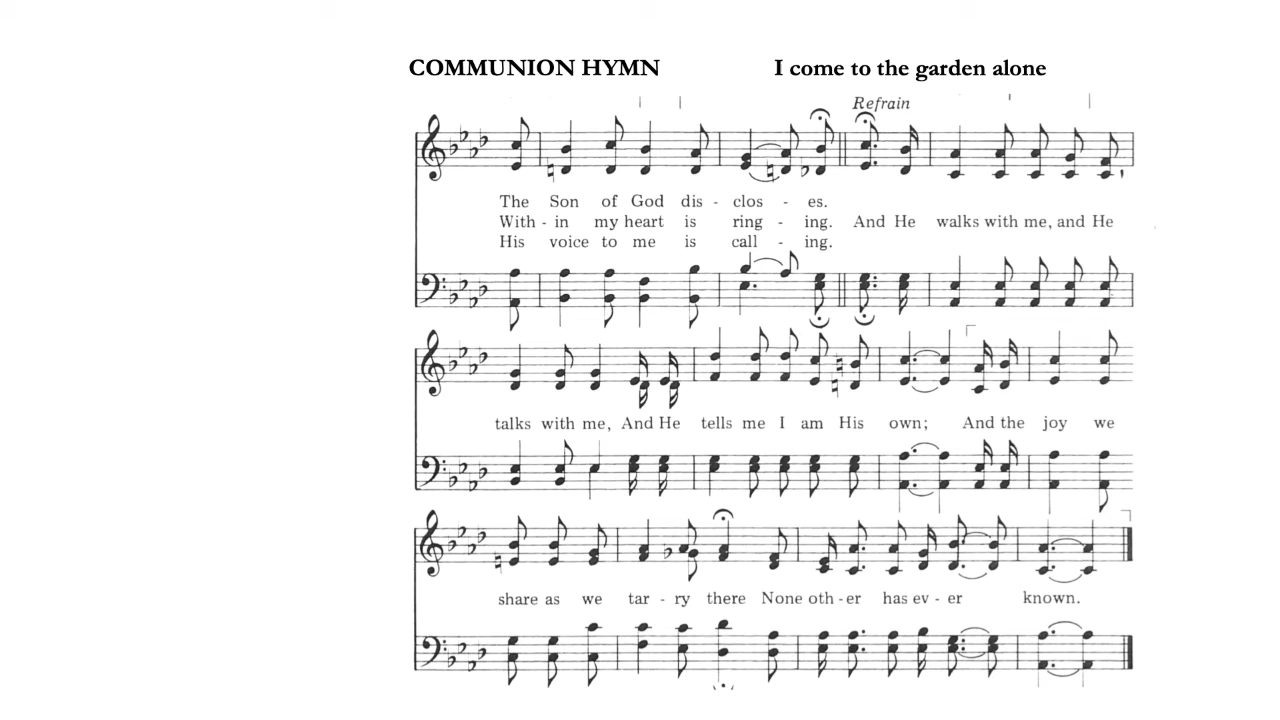 COMMUNION HYMN I come to the garden alone
Refrain
The Son of God dis - clos - es.
With - in my heart is ring - ing. And He walks with me, and He
His voice to me is call - ing.
talks with me, And He tells me I am His own; And the joy we
share as we tar - ry there None oth - er has ev - er known.